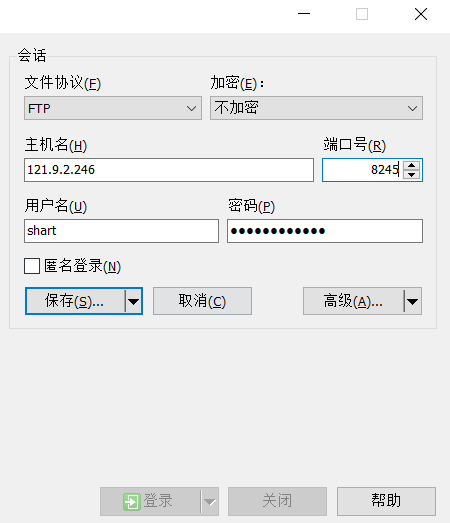 会话
文件协议(F) 加密(E)：
FTP 不加密
主机名(H) 端口号(R)
121.9.2.246 8245
用户名(U) 密码(P)
shart ●●●●●●●●●●●●
匿名登录(N)
保存(S)... 取消(C) 高级(A)...
登录 关闭 帮助